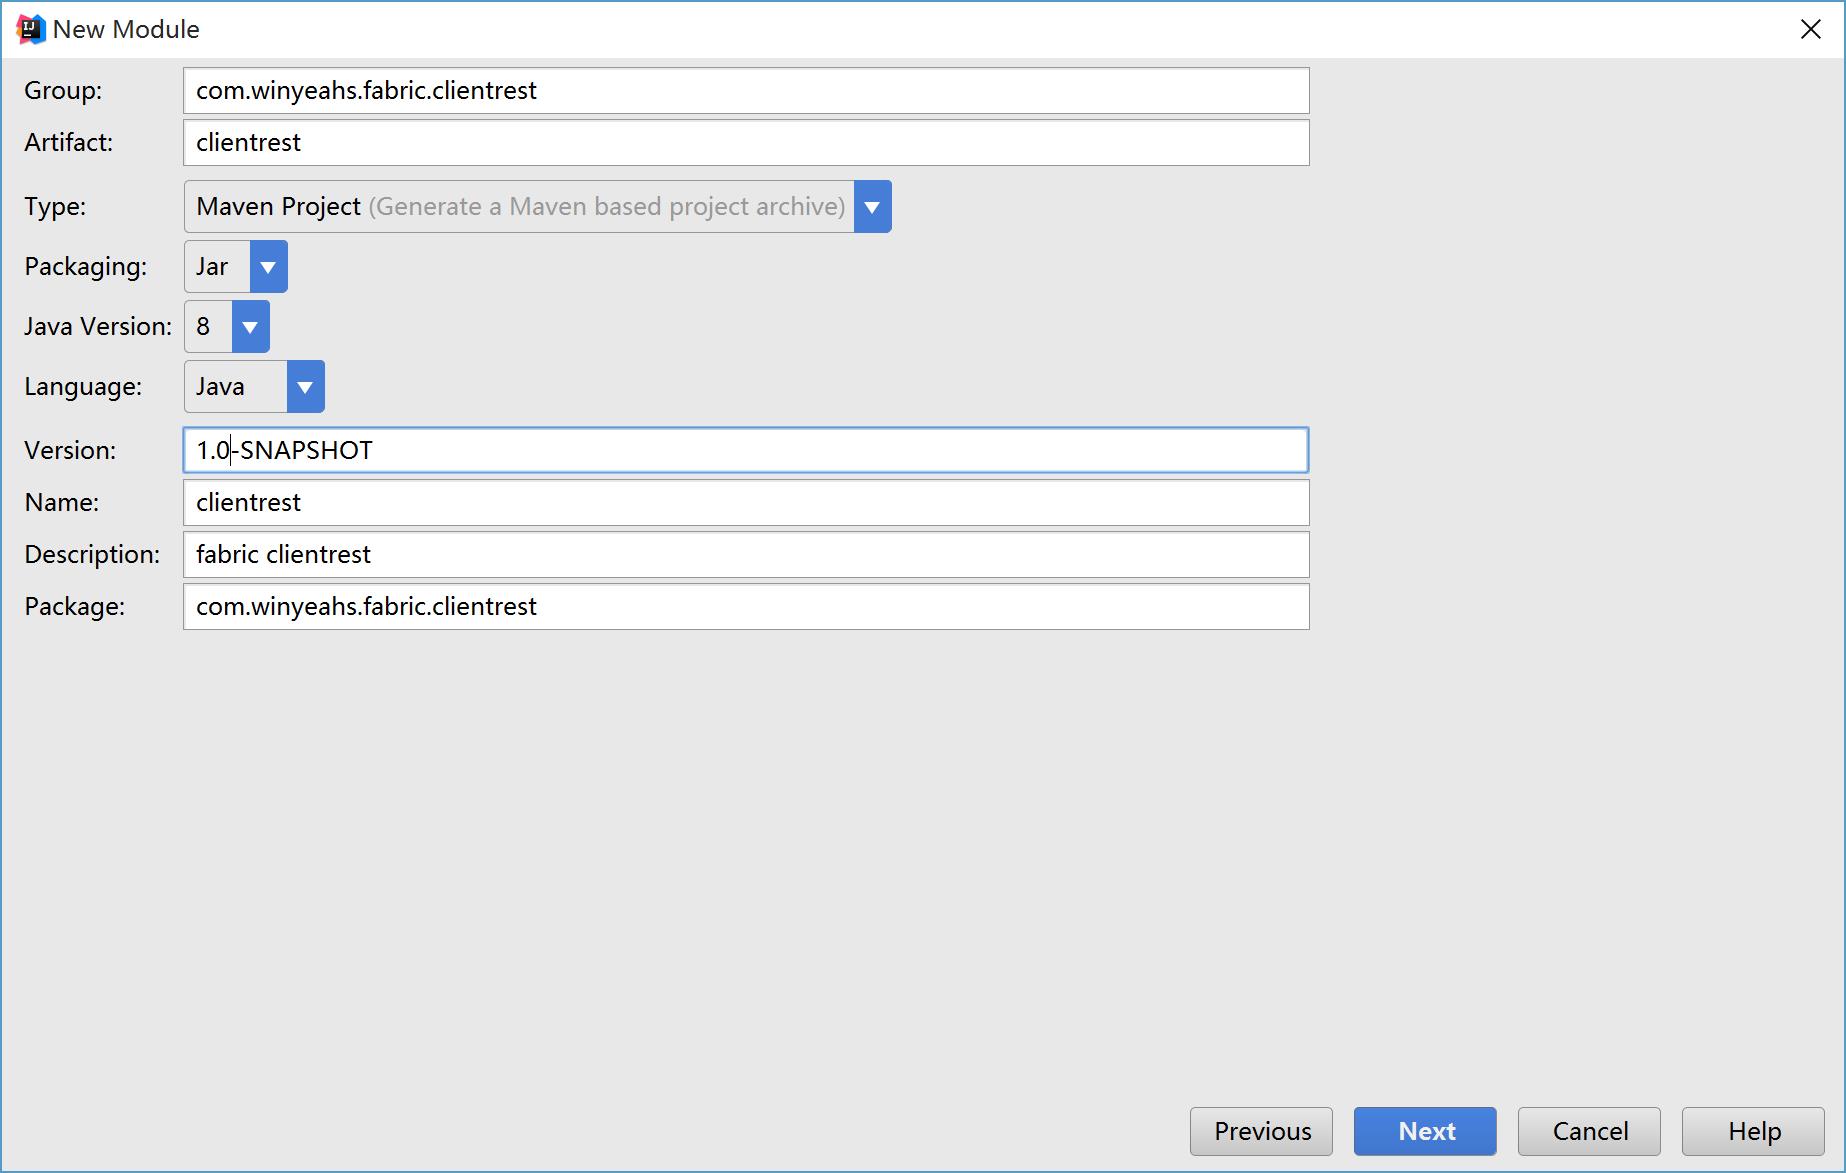 New Module
Group: com.winyeahs.fabric.clientrest
Artifact: clientrest
Type: Maven Project (Generate a Maven based project archive)
Packaging: Jar
Java Version: 8
Language: Java
Version: 1.0-SNAPSHOT
Name: clientrest
Description: fabric clientrest
Package: com.winyeahs.fabric.clientrest
Previous Next Cancel Help